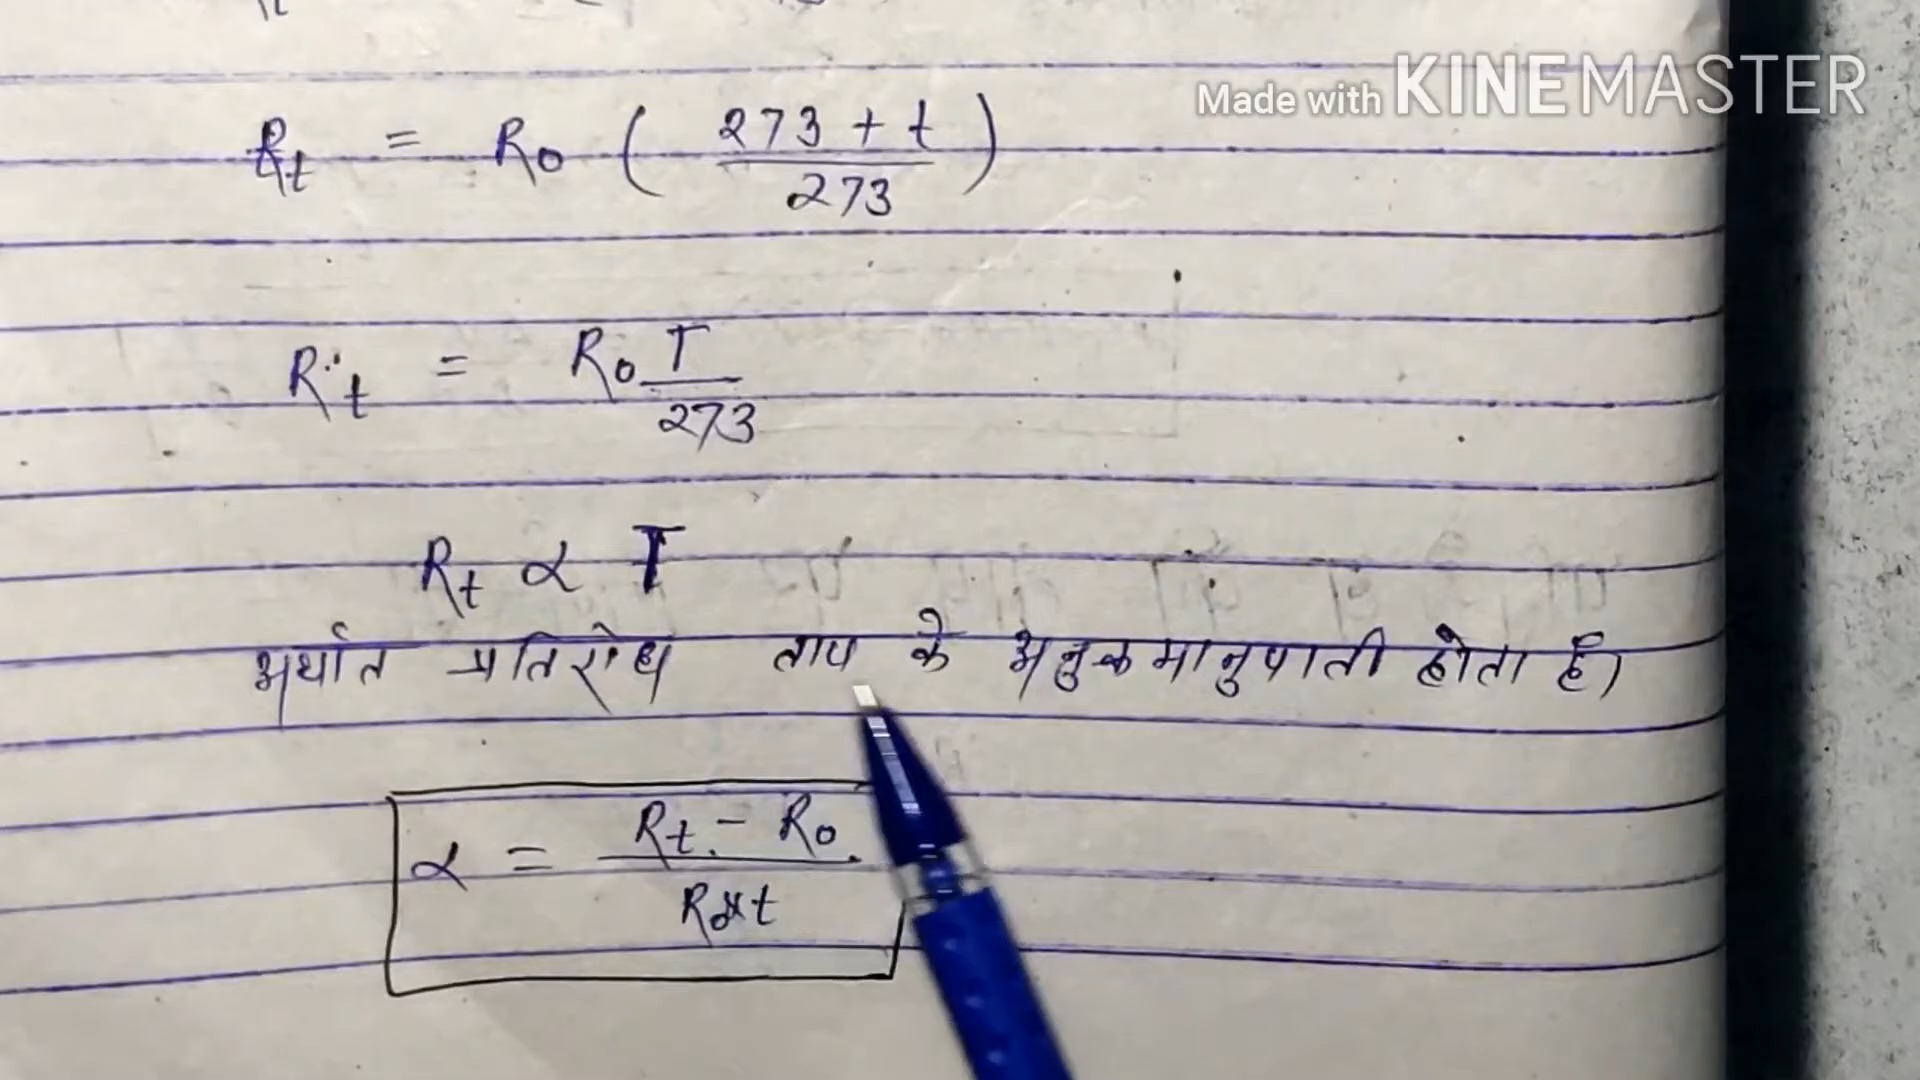 Made with KINEMASTER
Rt = R0 ( 273 + t / 273 )
Rt = R0 T / 273
Rt ∝ T
अर्थात प्रतिरोध ताप के अनुक्रमानुपाती होता है।
α = Rt - R0 / R0×t